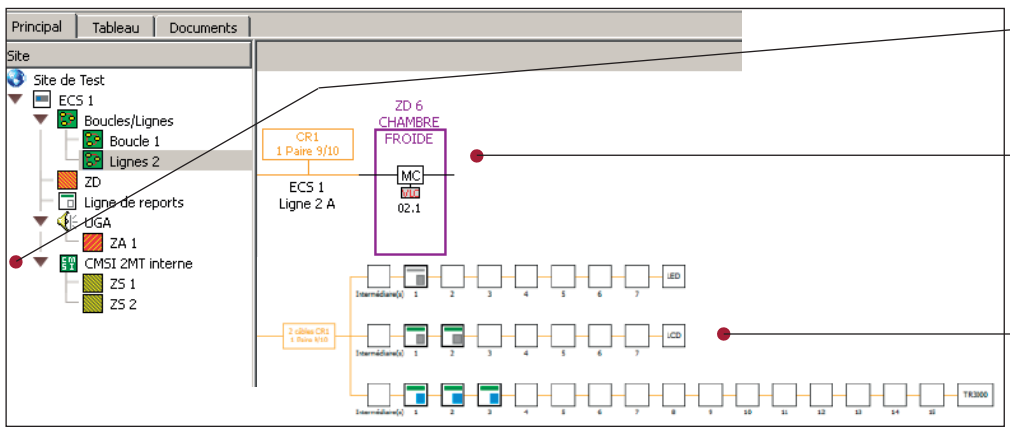 Principal Tableau Documents
Site
Site de Test
ECS 1
Boucles/Lignes
Boucle 1
Lignes 2
ZD
Ligne de reports
UGA
ZA 1
CMSI 2MT interne
ZS 1
ZS 2
ZD 6
CHAMBRE
FROIDE
CR1
1 Paire 9/10
ECS 1
Ligne 2 A
MC
02.1
LED
Intermédiaire(s) 1 2 3 4 5 6 7
2 câbles CR1
1 Paire 9/10
LCD
Intermédiaire(s) 1 2 3 4 5 6 7
TR3000
Intermédiaire(s) 1 2 3 4 5 6 7 8 9 10 11 12 13 14 15